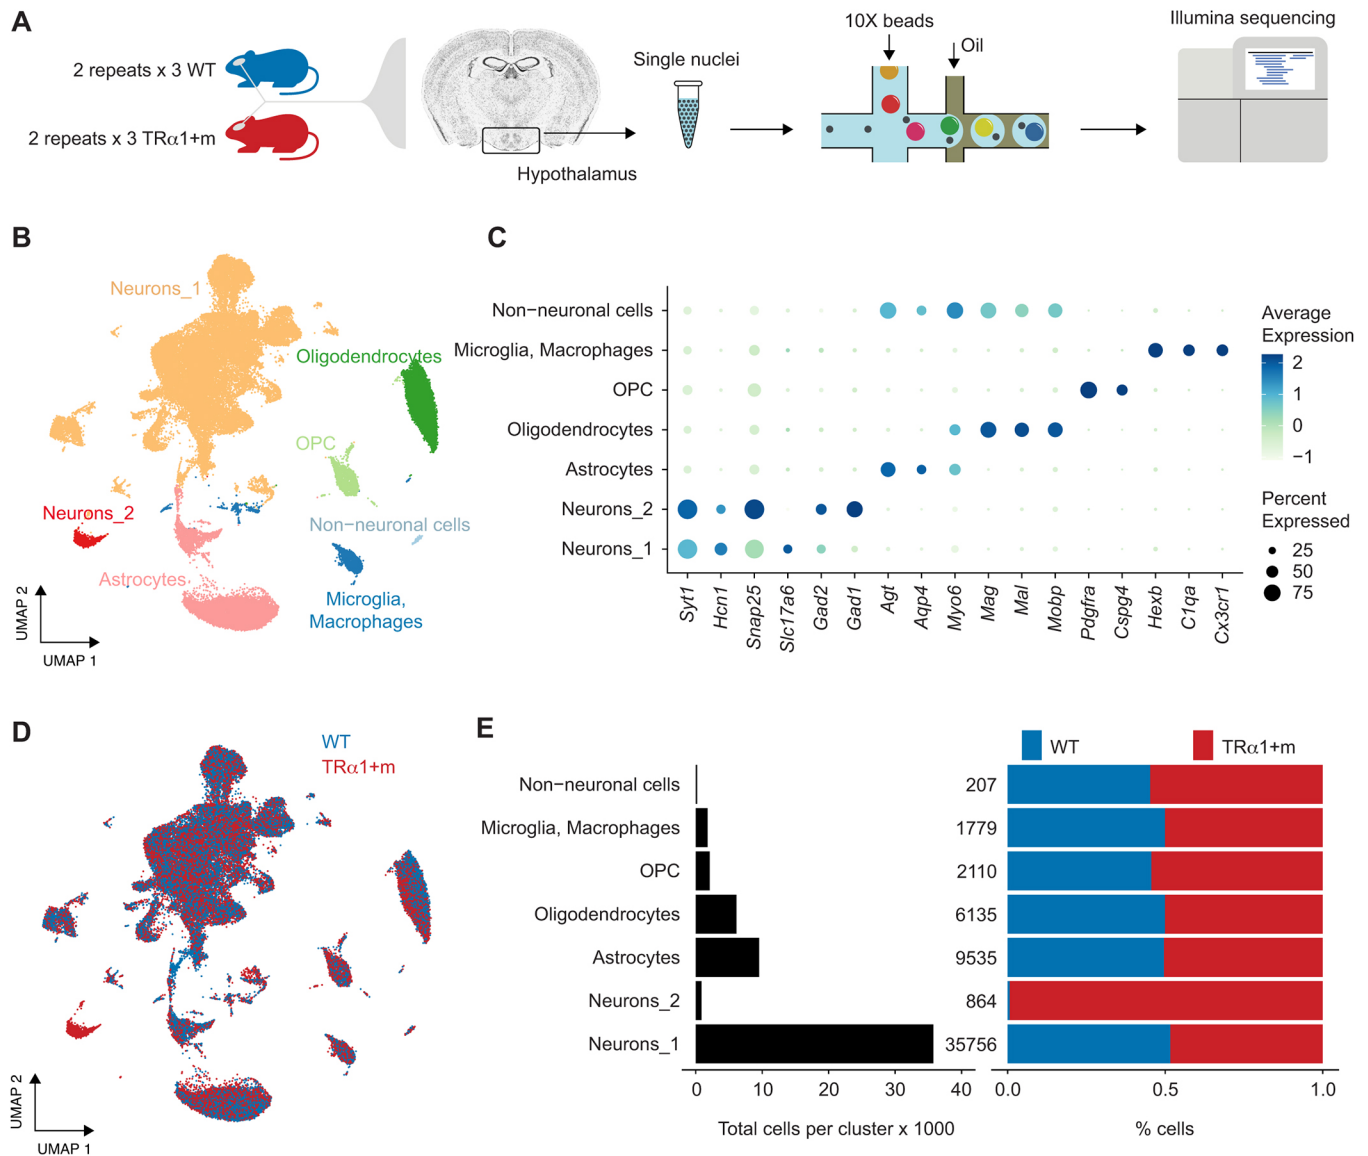 A
2 repeats x 3 WT
2 repeats x 3 TRα1+m
Hypothalamus
Single nuclei
10X beads
Oil
Illumina sequencing
B
Neurons_1
Oligodendrocytes
OPC
Neurons_2
Non−neuronal cells
Astrocytes
Microglia,
Macrophages
UMAP 2
UMAP 1
C
Non−neuronal cells
Microglia, Macrophages
OPC
Oligodendrocytes
Astrocytes
Neurons_2
Neurons_1
Syt1
Hcn1
Snap25
Slc17a6
Gad2
Gad1
Agt
Aqp4
Myo6
Mag
Mal
Mobp
Pdgfra
Cspg4
Hexb
C1qa
Cx3cr1
Average
Expression
2
1
0
−1
Percent
Expressed
25
50
75
D
WT
TRα1+m
UMAP 2
UMAP 1
E
WT
TRα1+m
Non−neuronal cells
207
Microglia, Macrophages
1779
OPC
2110
Oligodendrocytes
6135
Astrocytes
9535
Neurons_2
864
Neurons_1
35756
0
10
20
30
40
0.0
0.5
1.0
Total cells per cluster x 1000
% cells